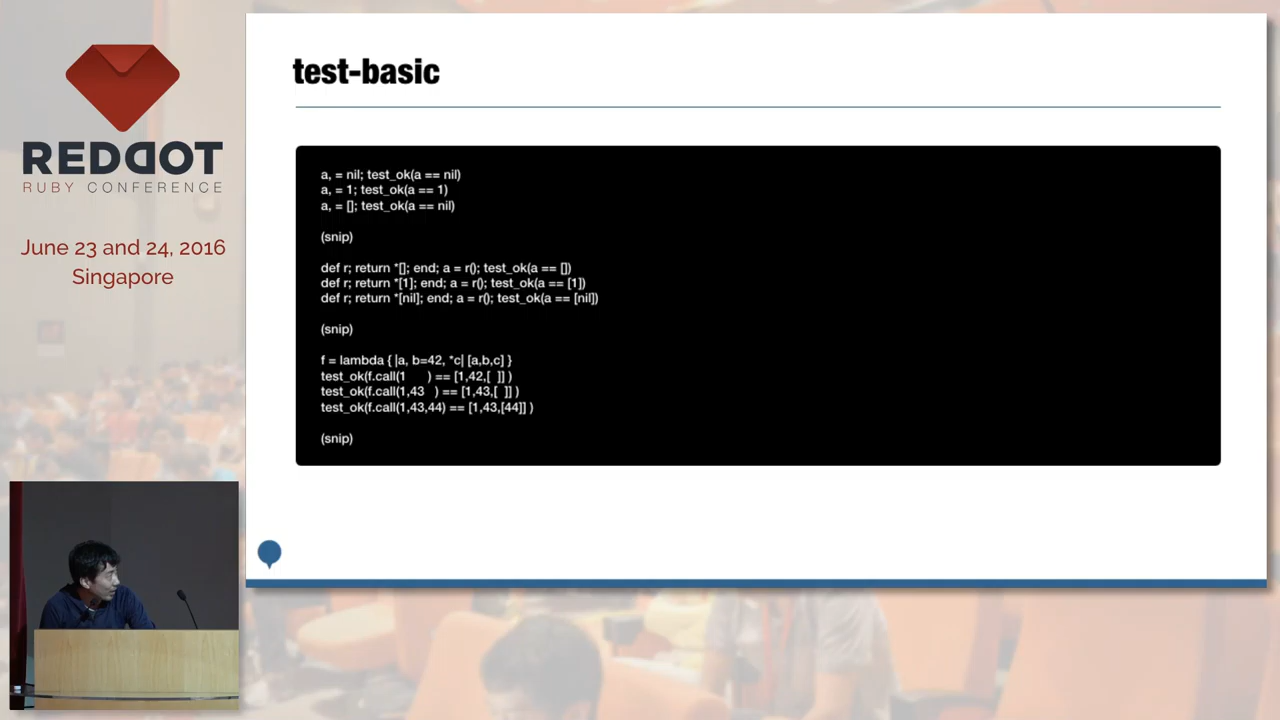 REDDOT
RUBY CONFERENCE
June 23 and 24, 2016
Singapore
test-basic
a, = nil; test_ok(a == nil)
a, = 1; test_ok(a == 1)
a, = []; test_ok(a == nil)
(snip)
def r; return *[]; end; a = r(); test_ok(a == [])
def r; return *[1]; end; a = r(); test_ok(a == [1])
def r; return *[nil]; end; a = r(); test_ok(a == [nil])
(snip)
f = lambda { |a, b=42, *c| [a,b,c] }
test_ok(f.call(1      ) == [1,42,[  ]] )
test_ok(f.call(1,43   ) == [1,43,[  ]] )
test_ok(f.call(1,43,44) == [1,43,[44]] )
(snip)